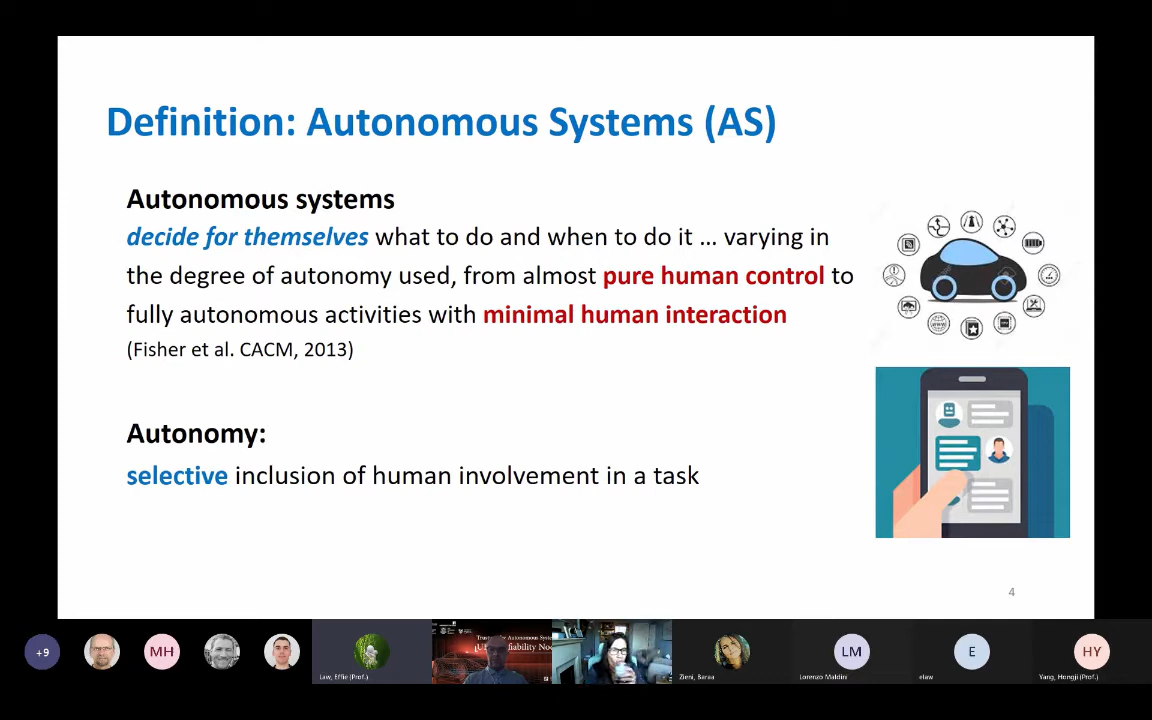 Definition: Autonomous Systems (AS)
Autonomous systems
decide for themselves what to do and when to do it ... varying in
the degree of autonomy used, from almost pure human control to
fully autonomous activities with minimal human interaction
(Fisher et al. CACM, 2013)
Autonomy:
selective inclusion of human involvement in a task
4
+9
MH
Law, Effie (Prof.)
Zieni, Baraa
LM
Lorenzo Maldini
E
elaw
HY
Yang, Hongji (Prof.)